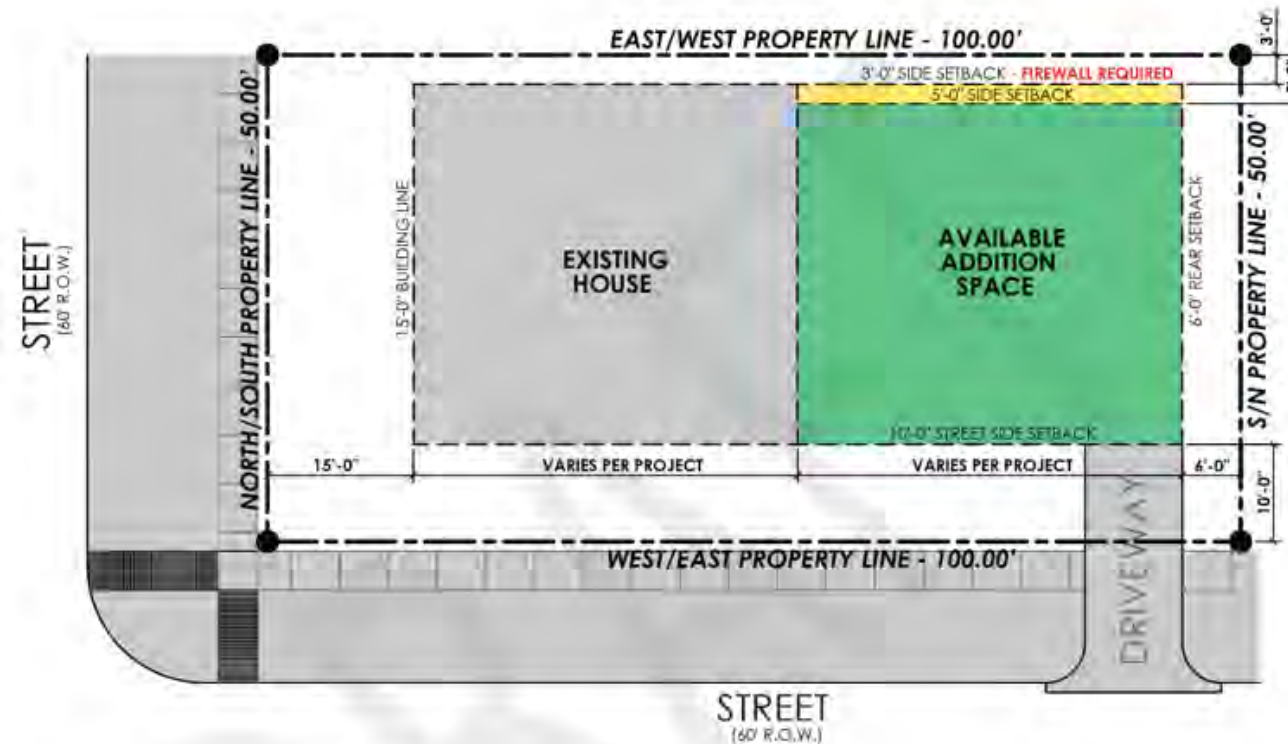 EAST/WEST PROPERTY LINE - 100.00'
3'-0"
3'-0" SIDE SETBACK - FIREWALL REQUIRED
5'-0" SIDE SETBACK
NORTH/SOUTH PROPERTY LINE - 50.00'
15'-0" BUILDING LINE
EXISTING
HOUSE
AVAILABLE
ADDITION
SPACE
6'-0" REAR SETBACK
S/N PROPERTY LINE - 50.00'
STREET
(60' R.O.W.)
10'-0" STREET SIDE SETBACK
15'-0"
VARIES PER PROJECT
VARIES PER PROJECT
6'-0"
10'-0"
DRIVEWAY
WEST/EAST PROPERTY LINE - 100.00'
STREET
(60' R.O.W.)